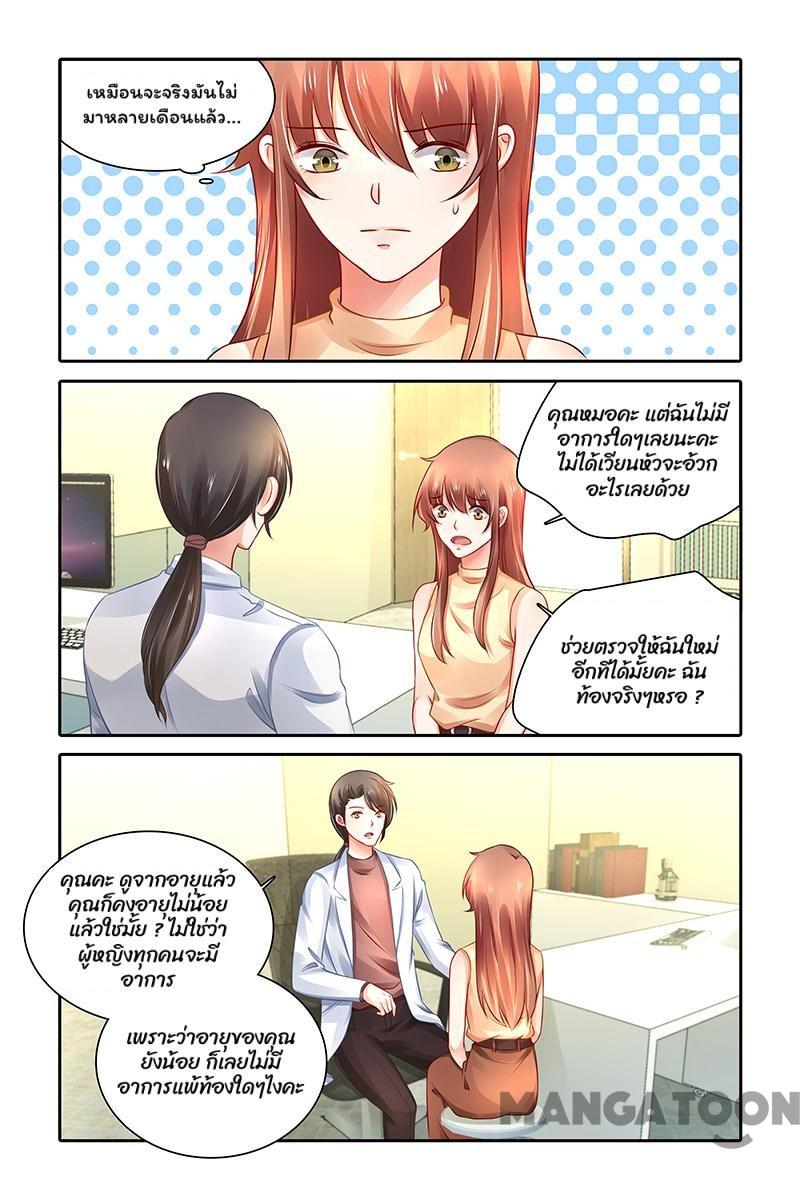 เหมือนจะจริงมันไม่
มาหลายเดือนแล้ว...
คุณหมอคะ แต่ฉันไม่มี
อาการใดๆเลยนะคะ
ไม่ได้เวียนหัวจะอ้วก
อะไรเลยด้วย
ช่วยตรวจให้ฉันใหม่
อีกทีได้มั้ยคะ ฉัน
ท้องจริงๆหรอ ?
คุณคะ ดูจากอายุแล้ว
คุณก็คงอายุไม่น้อย
แล้วใช่มั้ย ? ไม่ใช่ว่า
ผู้หญิงทุกคนจะมี
อาการ
เพราะว่าอายุของคุณ
ยังน้อย ก็เลยไม่มี
อาการแพ้ท้องใดๆไงคะ
MANGATOON